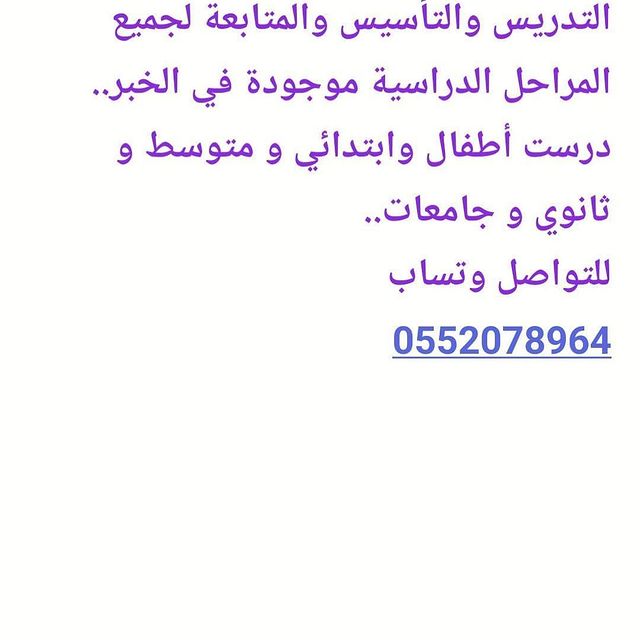 التدريس والتأسيس والمتابعة لجميع
المراحل الدراسية موجودة في الخبر..
درست أطفال وابتدائي و متوسط و
ثانوي و جامعات..
للتواصل وتساب
0552078964